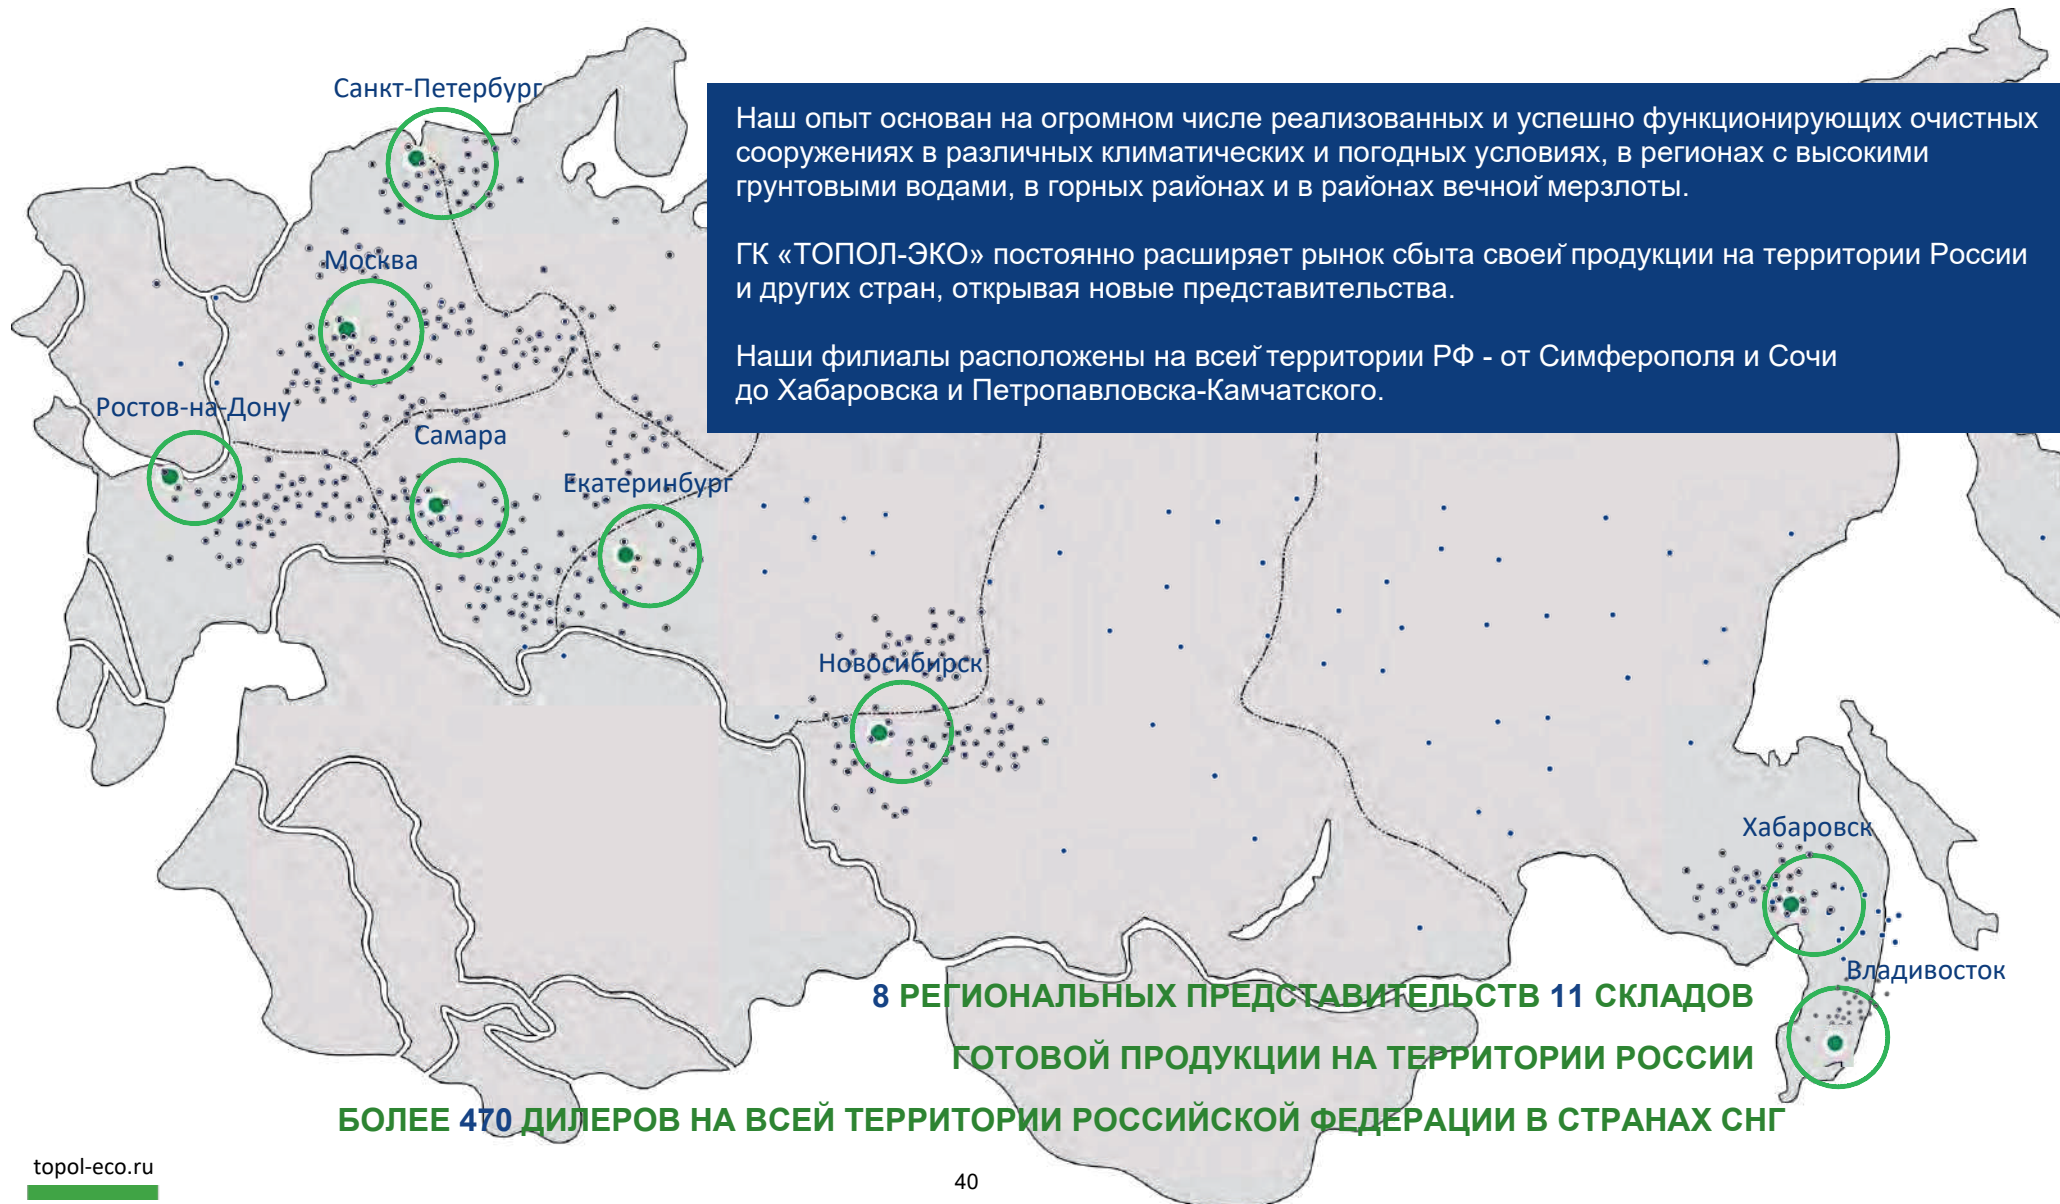 Санкт-Петербург
Наш опыт основан на огромном числе реализованных и успешно функционирующих очистных
сооружениях в различных климатических и погодных условиях, в регионах с высокими
грунтовыми водами, в горных районах и в районах вечной мерзлоты.
ГК «ТОПОЛ-ЭКО» постоянно расширяет рынок сбыта своей продукции на территории России
и других стран, открывая новые представительства.
Наши филиалы расположены на всей территории РФ - от Симферополя и Сочи
до Хабаровска и Петропавловска-Камчатского.
Москва
Ростов-на-Дону
Самара
Екатеринбург
Новосибирск
Хабаровск
Владивосток
8 РЕГИОНАЛЬНЫХ ПРЕДСТАВИТЕЛЬСТВ 11 СКЛАДОВ
ГОТОВОЙ ПРОДУКЦИИ НА ТЕРРИТОРИИ РОССИИ
БОЛЕЕ 470 ДИЛЕРОВ НА ВСЕЙ ТЕРРИТОРИИ РОССИЙСКОЙ ФЕДЕРАЦИИ В СТРАНАХ СНГ
topol-eco.ru
40